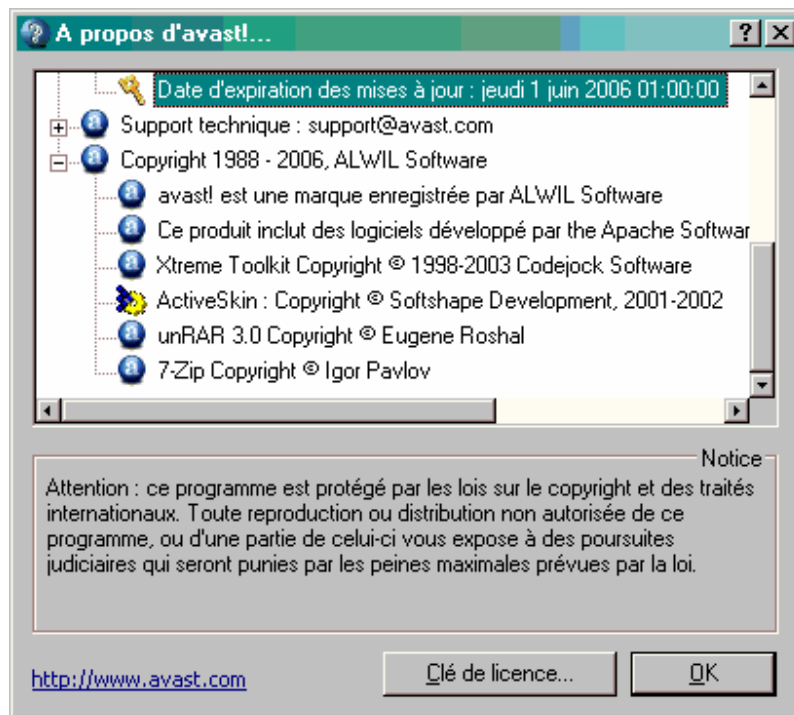 A propos d'avast!...
Date d'expiration des mises à jour : jeudi 1 juin 2006 01:00:00
Support technique : support@avast.com
Copyright 1988 - 2006, ALWIL Software
avast! est une marque enregistrée par ALWIL Software
Ce produit inclut des logiciels développé par the Apache Softwar
Xtreme Toolkit Copyright © 1998-2003 Codejock Software
ActiveSkin : Copyright © Softshape Development, 2001-2002
unRAR 3.0 Copyright © Eugene Roshal
7-Zip Copyright © Igor Pavlov
Notice
Attention : ce programme est protégé par les lois sur le copyright et des traités
internationaux. Toute reproduction ou distribution non autorisée de ce
programme, ou d'une partie de celui-ci vous expose à des poursuites
judiciaires qui seront punies par les peines maximales prévues par la loi.
http://www.avast.com
Clé de licence...
OK